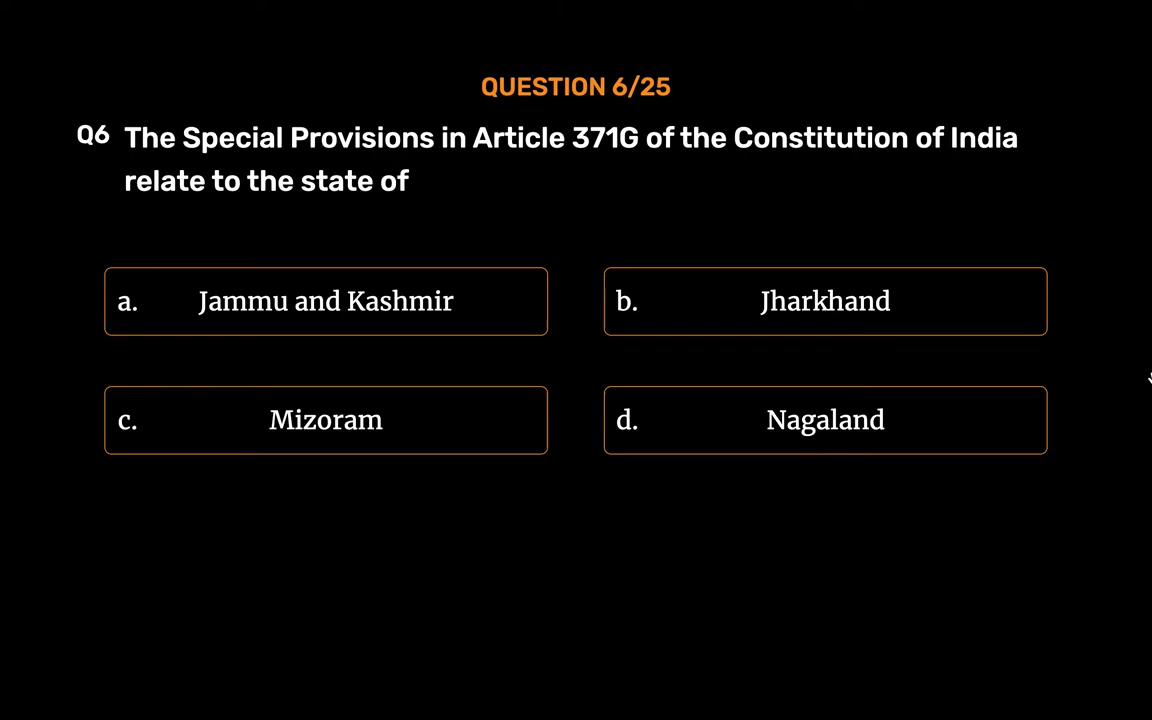 QUESTION 6/25
Q6 The Special Provisions in Article 371G of the Constitution of India
relate to the state of
a. Jammu and Kashmir
b. Jharkhand
c. Mizoram
d. Nagaland